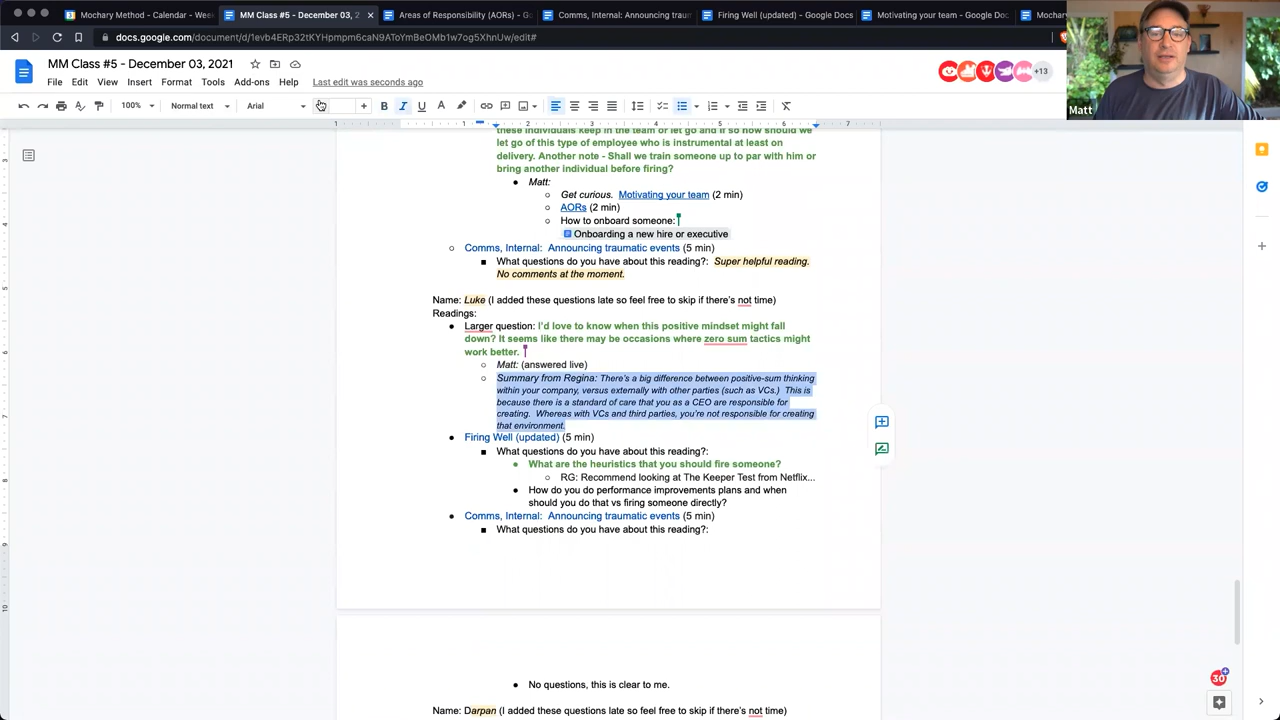 Mochary Method - Calendar - Wee
MM Class #5 - December 03, 2
Areas of Responsibility (AORs) - G
Comms, Internal: Announcing traum
Firing Well (updated) - Google Docs
Motivating your team - Google Doc
Mochar
docs.google.com/document/d/1evb4ERp32tKYHpmpm6caN9AToYmBeOMb1w7og5XhnUw/edit#
MM Class #5 - December 03, 2021
File Edit View Insert Format Tools Add-ons Help Last edit was seconds ago
+13
100% Normal text Arial
Matt
these individuals keep in the team or let go and if so how should we
let go of this type of employee who is instrumental at least on
delivery. Another note - Shall we train someone up to par with him or
bring another individual before firing?
Matt:
Get curious. Motivating your team (2 min)
AORs (2 min)
How to onboard someone:
Onboarding a new hire or executive
Comms, Internal: Announcing traumatic events (5 min)
What questions do you have about this reading?: Super helpful reading.
No comments at the moment.
Name: Luke (I added these questions late so feel free to skip if there's not time)
Readings:
Larger question: I'd love to know when this positive mindset might fall
down? It seems like there may be occasions where zero sum tactics might
work better.
Matt: (answered live)
Summary from Regina: There's a big difference between positive-sum thinking
within your company, versus externally with other parties (such as VCs.) This is
because there is a standard of care that you as a CEO are responsible for
creating. Whereas with VCs and third parties, you're not responsible for creating
that environment.
Firing Well (updated) (5 min)
What questions do you have about this reading?:
What are the heuristics that you should fire someone?
RG: Recommend looking at The Keeper Test from Netflix...
How do you do performance improvements plans and when
should you do that vs firing someone directly?
Comms, Internal: Announcing traumatic events (5 min)
What questions do you have about this reading?:
No questions, this is clear to me.
Name: Darpan (I added these questions late so feel free to skip if there's not time)
30